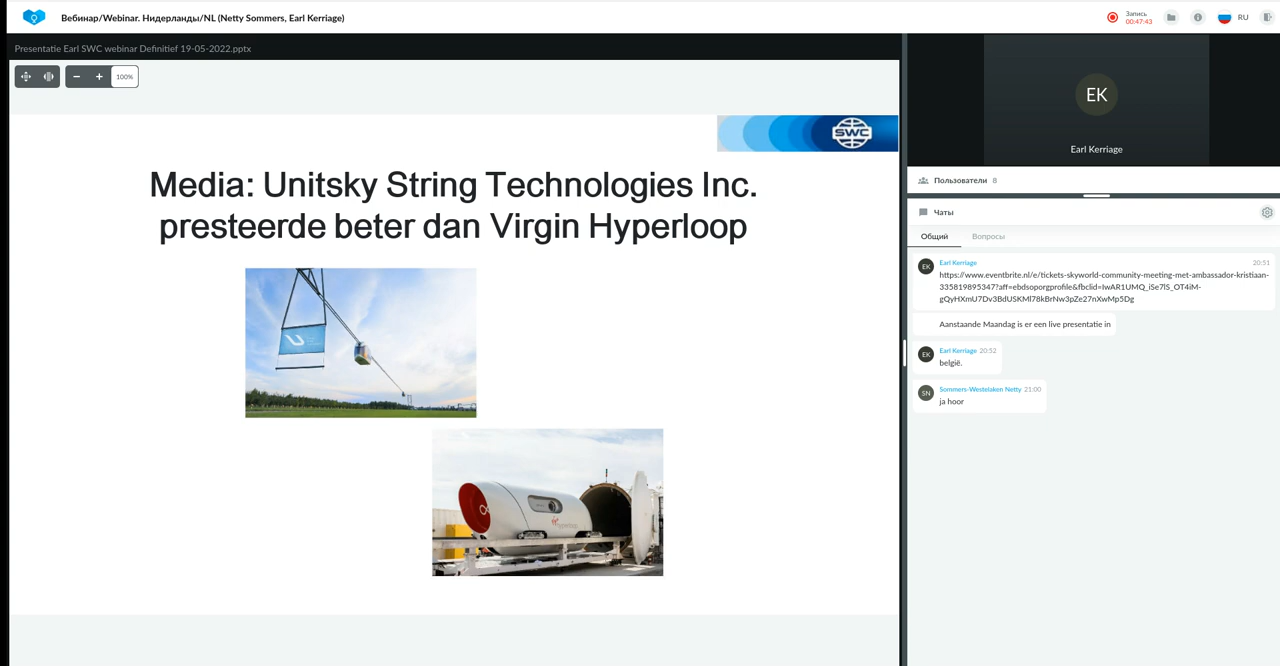 Вебинар/Webinar. Нидерланды/NL (Netty Sommers, Earl Kerriage)
Запись
00:47:43
RU
Presentatie Earl SWC webinar Definitief 19-05-2022.pptx
100%
SWC
Media: Unitsky String Technologies Inc.
presteerde beter dan Virgin Hyperloop
EK
Earl Kerriage
Пользователи 8
Чаты
Общий Вопросы
EK
Earl Kerriage 20:51
https://www.eventbrite.nl/e/tickets-skyworld-community-meeting-met-ambassador-kristiaan-
335819895347?aff=ebdsoporgprofile&fbclid=IwAR1UMQ_iSe7lS_OT4iM-
gQyHXmU7Dv3BdUSKMl78kBrNw3pZe27nXwMp5Dg
Aanstaande Maandag is er een live presentatie in
EK
Earl Kerriage 20:52
belgië.
SN
Sommers-Westelaken Netty 21:00
ja hoor
hyperloop